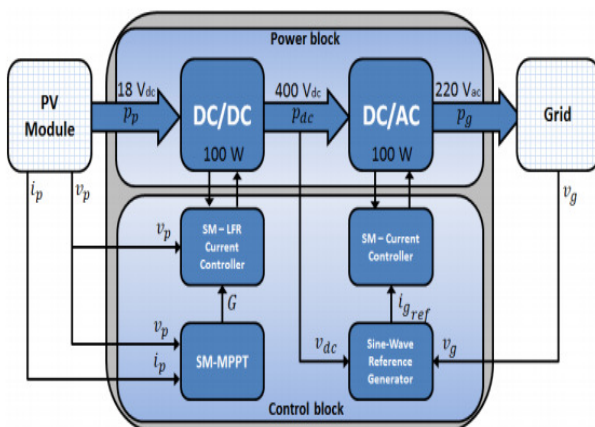 Power block
PV
Module
18 Vdc
pp
DC/DC
100 W
400 Vdc
pdc
DC/AC
100 W
220 Vac
pg
Grid
ip
vp
vg
vp
SM – LFR
Current
Controller
SM – Current
Controller
G
ig ref
vp
ip
SM-MPPT
vdc
Sine-Wave
Reference
Generator
vg
Control block